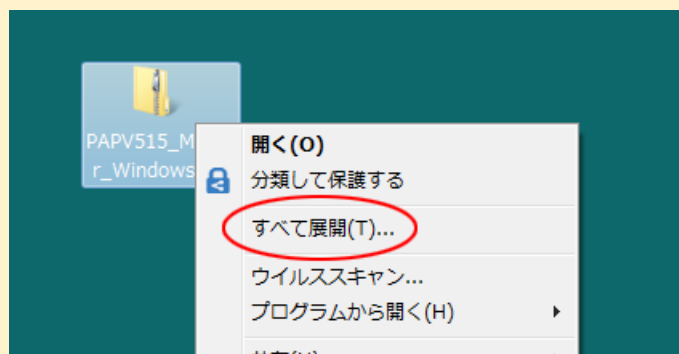 PAPV515_M
r_Windows
開く(O)
分類して保護する
すべて展開(T)...
ウイルススキャン...
プログラムから開く(H)